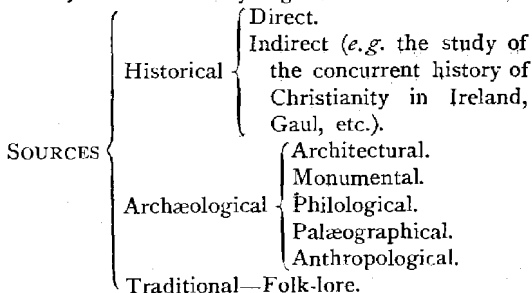 Direct.
Indirect (e.g. the study of
the concurrent history of
Historical
Christianity in Ireland,
Gaul, etc.).
SOURCES
Architectural.
Monumental.
Archæological
Philological.
Palæographical.
Anthropological.
Traditional—Folk-lore.